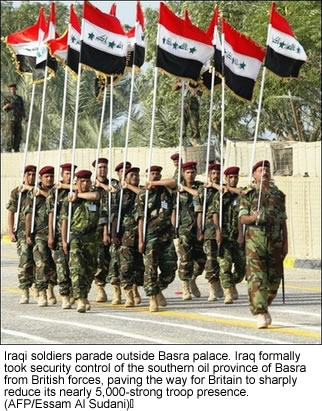 Iraqi soldiers parade outside Basra palace. Iraq formally
took security control of the southern oil province of Basra
from British forces, paving the way for Britain to sharply
reduce its nearly 5,000-strong troop presence.
(AFP/Essam Al Sudani)